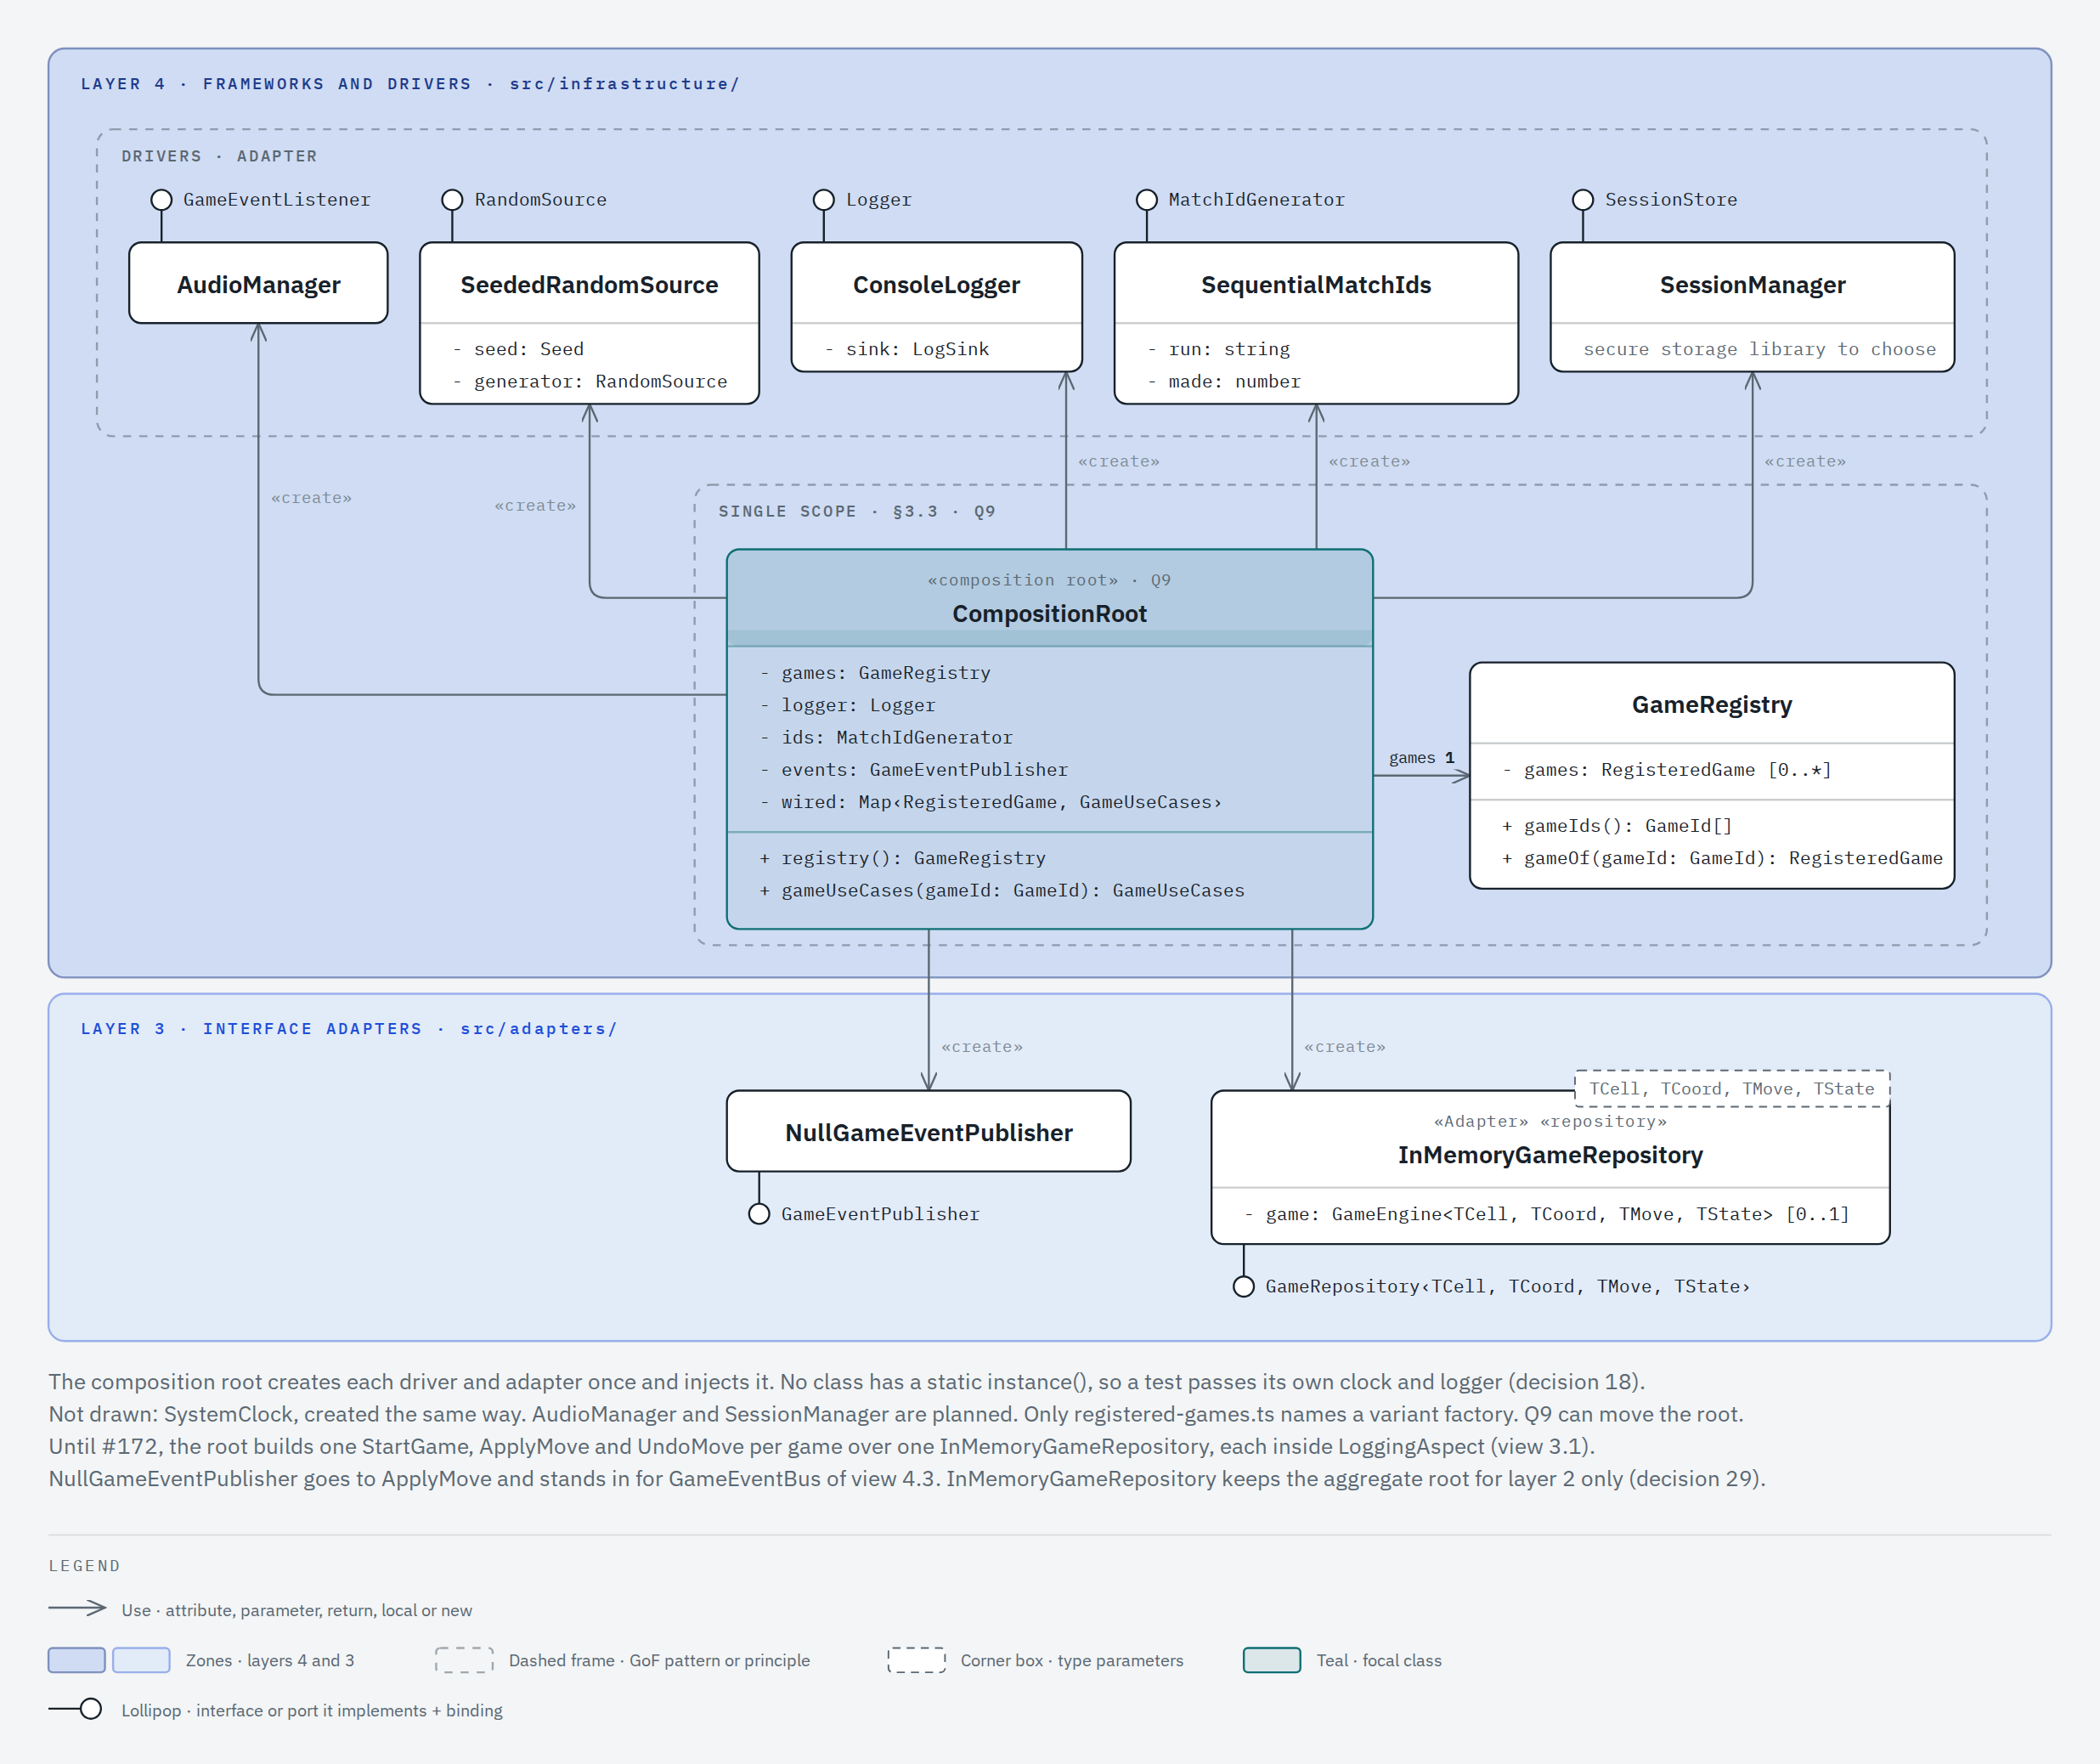 LAYER 4 · FRAMEWORKS AND DRIVERS · src/infrastructure/
DRIVERS · ADAPTER
GameEventListener
RandomSource
Logger
MatchIdGenerator
SessionStore
AudioManager
SeededRandomSource
- seed: Seed
- generator: RandomSource
ConsoleLogger
- sink: LogSink
SequentialMatchIds
- run: string
- made: number
SessionManager
secure storage library to choose
«create»
«create»
«create»
«create»
«create»
SINGLE SCOPE · §3.3 · Q9
«composition root» · Q9
CompositionRoot
- games: GameRegistry
- logger: Logger
- ids: MatchIdGenerator
- events: GameEventPublisher
- wired: Map‹RegisteredGame, GameUseCases›
+ registry(): GameRegistry
+ gameUseCases(gameId: GameId): GameUseCases
games 1
GameRegistry
- games: RegisteredGame [0..*]
+ gameIds(): GameId[]
+ gameOf(gameId: GameId): RegisteredGame
LAYER 3 · INTERFACE ADAPTERS · src/adapters/
«create»
«create»
NullGameEventPublisher
GameEventPublisher
TCell, TCoord, TMove, TState
«Adapter» «repository»
InMemoryGameRepository
- game: GameEngine<TCell, TCoord, TMove, TState> [0..1]
GameRepository‹TCell, TCoord, TMove, TState›
The composition root creates each driver and adapter once and injects it. No class has a static instance(), so a test passes its own clock and logger (decision 18).
Not drawn: SystemClock, created the same way. AudioManager and SessionManager are planned. Only registered-games.ts names a variant factory. Q9 can move the root.
Until #172, the root builds one StartGame, ApplyMove and UndoMove per game over one InMemoryGameRepository, each inside LoggingAspect (view 3.1).
NullGameEventPublisher goes to ApplyMove and stands in for GameEventBus of view 4.3. InMemoryGameRepository keeps the aggregate root for layer 2 only (decision 29).
LEGEND
Use · attribute, parameter, return, local or new
Zones · layers 4 and 3
Dashed frame · GoF pattern or principle
Corner box · type parameters
Teal · focal class
Lollipop · interface or port it implements + binding